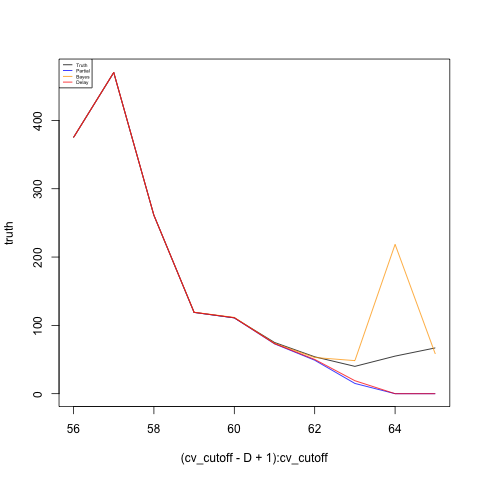 Truth
Partial
Bayes
Delay
truth
0
100
200
300
400
56
58
60
62
64
(cv_cutoff - D + 1):cv_cutoff